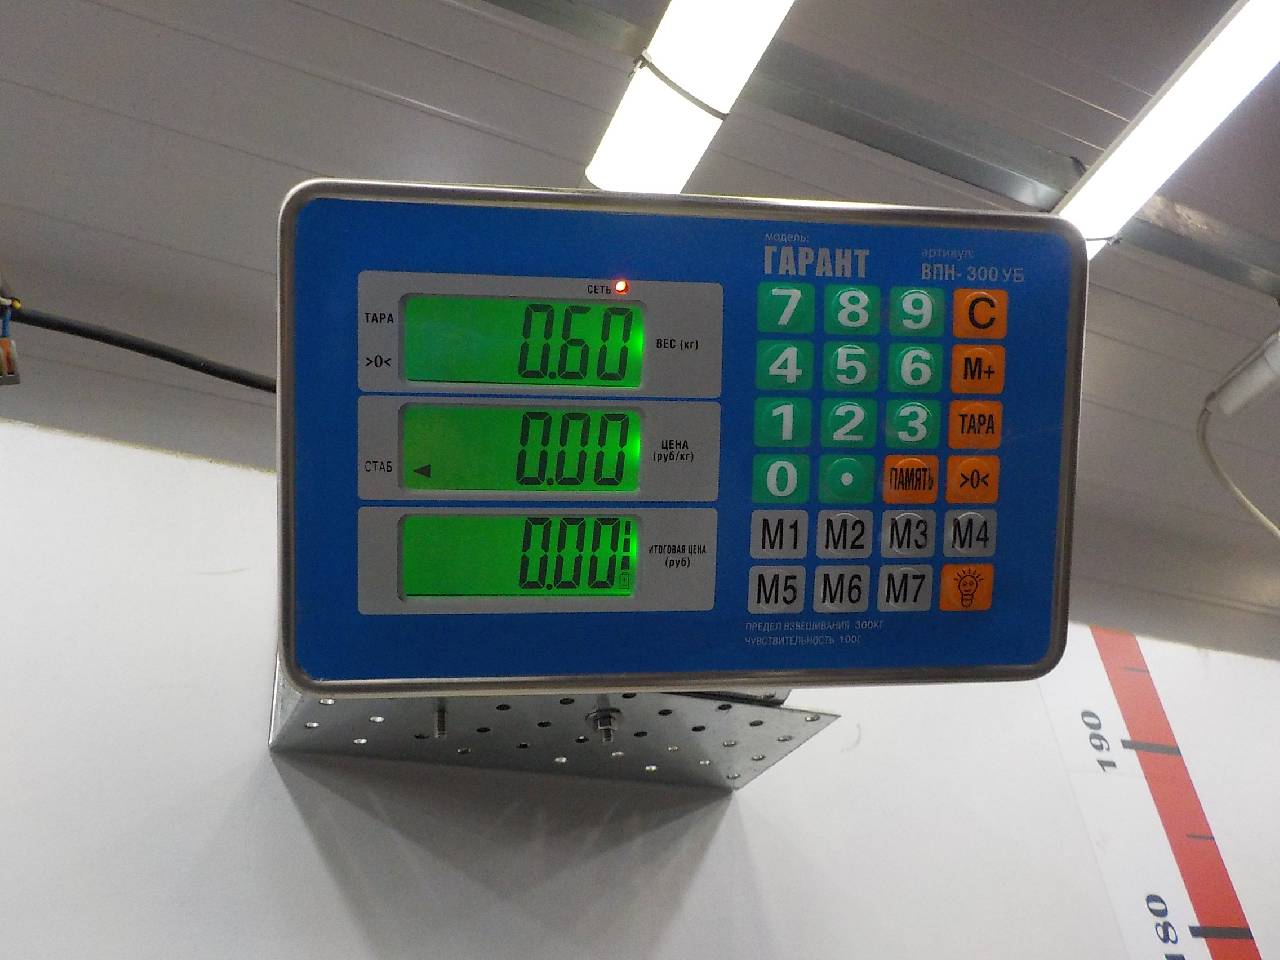 МОДЕЛЬ:
ГАРАНТ
артикул:
ВПН- 300 УБ
СЕТЬ
ТАРА
>0<
0.60
ВЕС (кг)
СТАБ
0.00
ЦЕНА
(руб/кг)
0.00
ИТОГОВАЯ ЦЕНА
(руб)
7 8 9 C
4 5 6 M+
1 2 3 ТАРА
0 . ПАМЯТЬ >0<
M1 M2 M3 M4
M5 M6 M7
ПРЕДЕЛ ВЗВЕШИВАНИЯ 300КГ
ЧУВСТВИТЕЛЬНОСТЬ 100Г
190
180